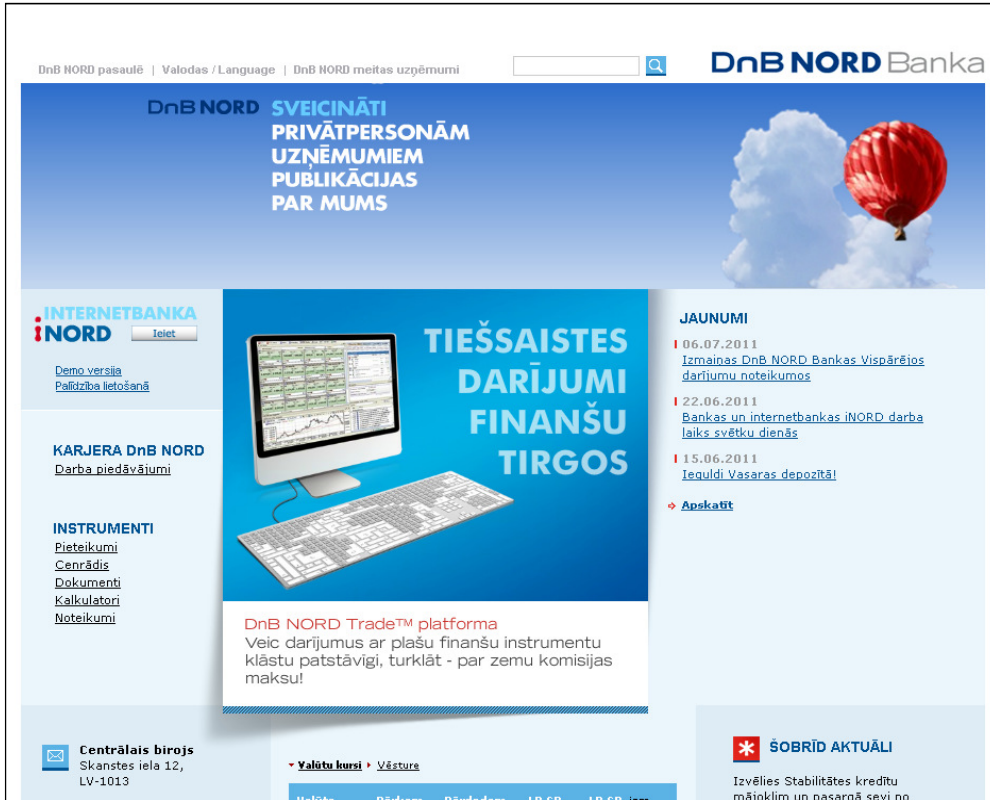 DnB NORD pasaulē | Valodas / Language | DnB NORD meitas uzņēmumi
DnB NORD Banka
DnB NORD SVEICINĀTI
PRIVĀTPERSONĀM
UZŅĒMUMIEM
PUBLIKĀCIJAS
PAR MUMS
INTERNETBANKA
iNORD Ieiet
Demo versija
Palīdzība lietošanā
KARJERA DnB NORD
Darba piedāvājumi
INSTRUMENTI
Pieteikumi
Cenrādis
Dokumenti
Kalkulatori
Noteikumi
TIEŠSAISTES
DARĪJUMI
FINANŠU
TIRGOS
DnB NORD Trade™ platforma
Veic darījumus ar plašu finanšu instrumentu
klāstu patstāvīgi, turklāt - par zemu komisijas
maksu!
JAUNUMI
06.07.2011
Izmaiņas DnB NORD Bankas Vispārējos
darījumu noteikumos
22.06.2011
Bankas un internetbankas iNORD darba
laiks svētku dienās
15.06.2011
Ieguldi Vasaras depozītā!
Apskatīt
Centrālais birojs
Skanstes iela 12,
LV-1013
Valūtu kursi Vēsture
ŠOBRĪD AKTUĀLI
Izvēlies Stabilitātes kredītu
mājoklim un pasargā sevi no